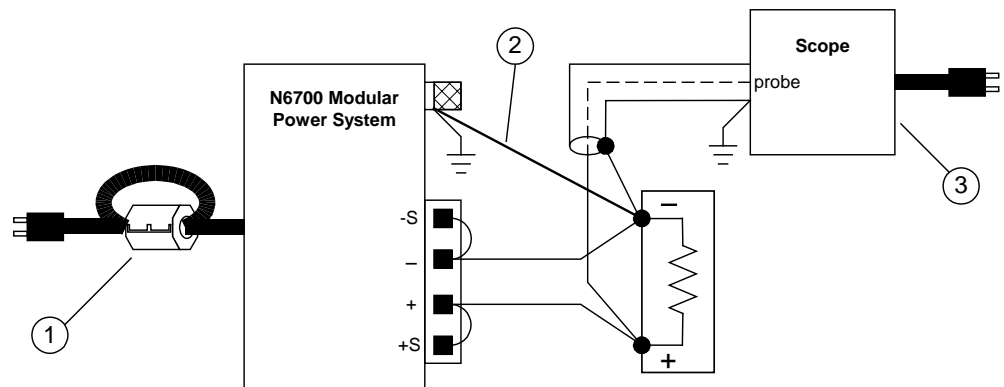 2
Scope
probe
N6700 Modular
Power System
3
-S
–
–
+
+S
+
1